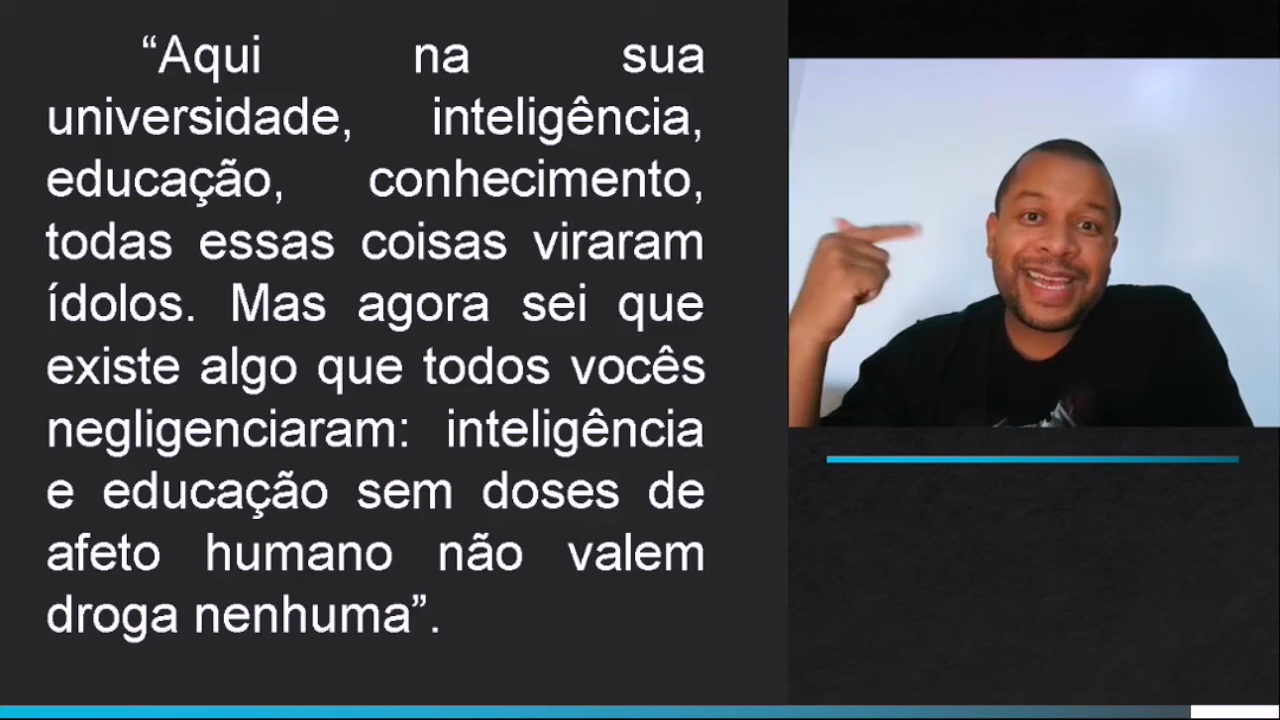 “Aqui na sua
universidade, inteligência,
educação, conhecimento,
todas essas coisas viraram
ídolos. Mas agora sei que
existe algo que todos vocês
negligenciaram: inteligência
e educação sem doses de
afeto humano não valem
droga nenhuma”.